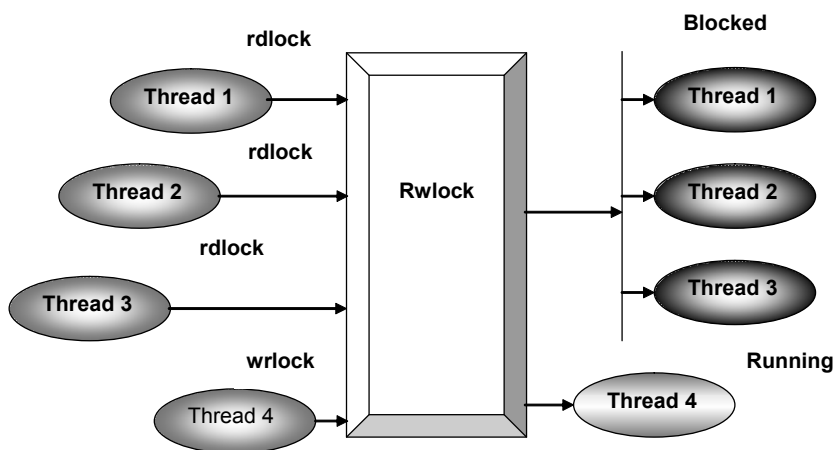 Blocked
rdlock
Thread 1
Thread 1
rdlock
Thread 2
Rwlock
Thread 2
rdlock
Thread 3
Thread 3
wrlock
Running
Thread 4
Thread 4